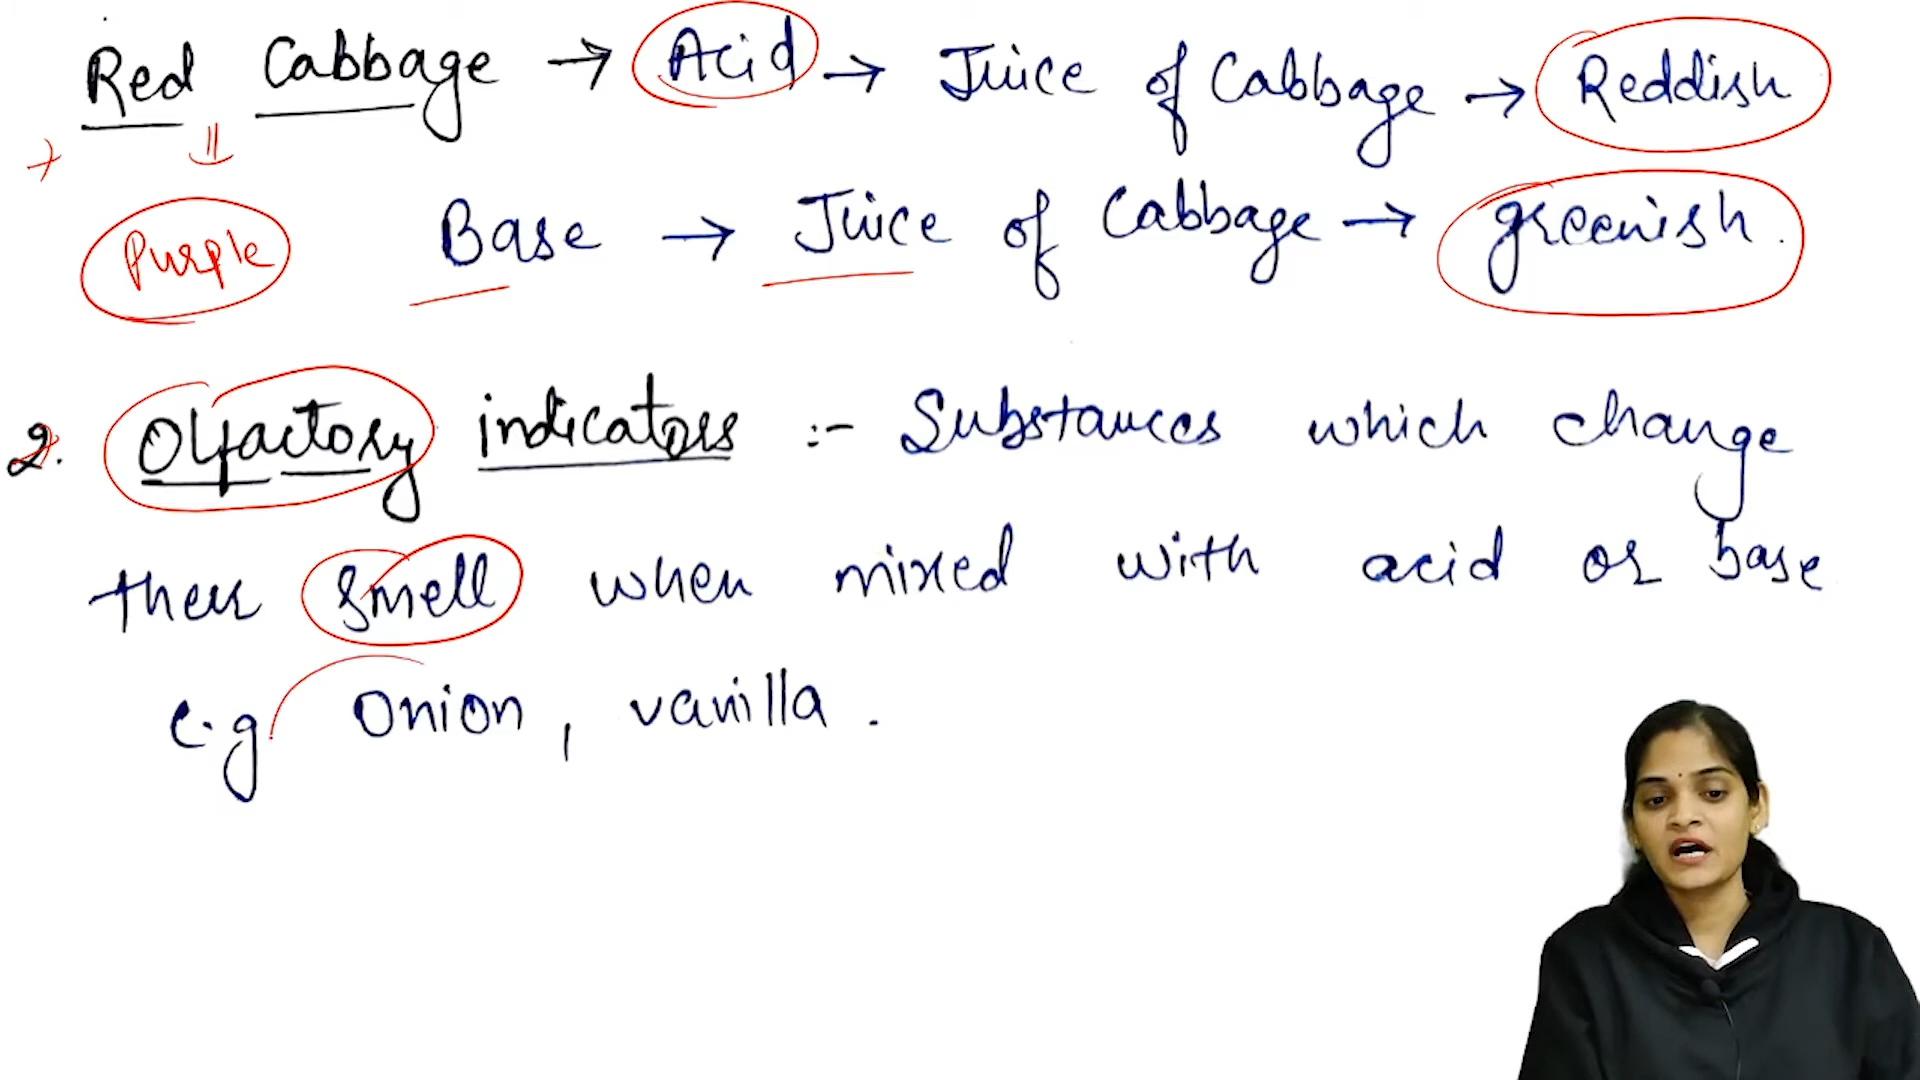 Red Cabbage → Acid → Juice of Cabbage → Reddish
Purple Base → Juice of Cabbage → greenish.
2. Olfactory indicators :- Substances which change
their smell when mixed with acid or base
e.g Onion, vanilla.